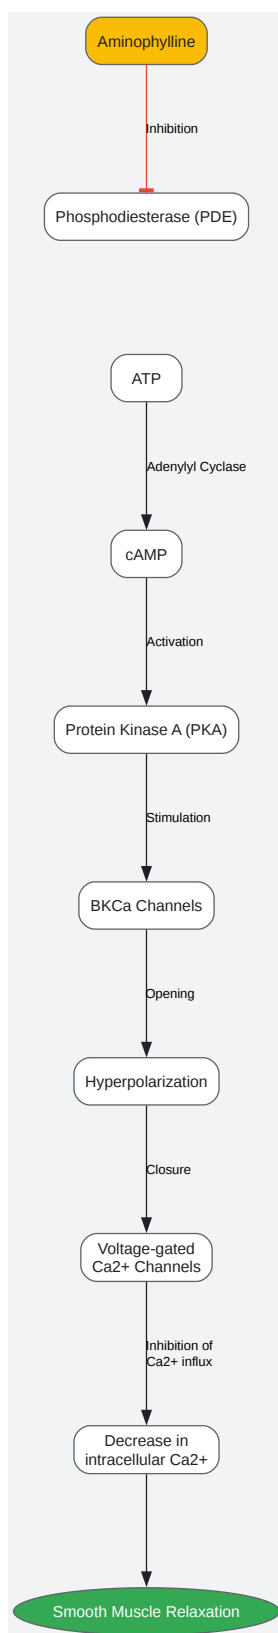 Aminophylline
Inhibition
Phosphodiesterase (PDE)
ATP
Adenylyl Cyclase
cAMP
Activation
Protein Kinase A (PKA)
Stimulation
BKCa Channels
Opening
Hyperpolarization
Closure
Voltage-gated
Ca2+ Channels
Inhibition of
Ca2+ influx
Decrease in
intracellular Ca2+
Smooth Muscle Relaxation